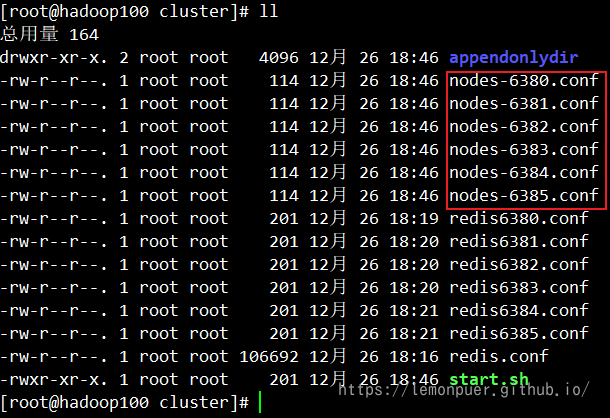 [root@hadoop100 cluster]# ll
总用量 164
drwxr-xr-x. 2 root root   4096 12月 26 18:46 appendonlydir
-rw-r--r--. 1 root root    114 12月 26 18:46 nodes-6380.conf
-rw-r--r--. 1 root root    114 12月 26 18:46 nodes-6381.conf
-rw-r--r--. 1 root root    114 12月 26 18:46 nodes-6382.conf
-rw-r--r--. 1 root root    114 12月 26 18:46 nodes-6383.conf
-rw-r--r--. 1 root root    114 12月 26 18:46 nodes-6384.conf
-rw-r--r--. 1 root root    114 12月 26 18:46 nodes-6385.conf
-rw-r--r--. 1 root root    201 12月 26 18:19 redis6380.conf
-rw-r--r--. 1 root root    201 12月 26 18:20 redis6381.conf
-rw-r--r--. 1 root root    201 12月 26 18:20 redis6382.conf
-rw-r--r--. 1 root root    201 12月 26 18:20 redis6383.conf
-rw-r--r--. 1 root root    201 12月 26 18:21 redis6384.conf
-rw-r--r--. 1 root root    201 12月 26 18:21 redis6385.conf
-rw-r--r--. 1 root root 106692 12月 26 18:16 redis.conf
-rwxr-xr-x. 1 root root    201 12月 26 18:46 start.sh
https://lemonpuer.github.io/
[root@hadoop100 cluster]#